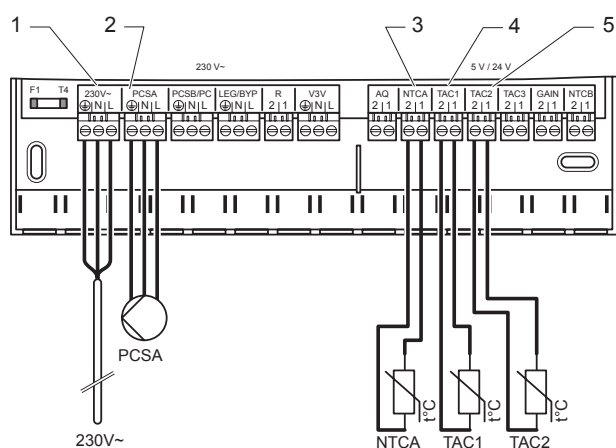 1 2 3 4 5
230 V~ 5 V / 24 V
F1 T4
230V~ PCSA PCSB/PC LEG/BYP R V3V AQ NTCA TAC1 TAC2 TAC3 GAIN NTCB
N L N L N L N L 2 1 N L 2 1 2 1 2 1 2 1 2 1 2 1 2 1
PCSA
t°C t°C t°C
230V~ NTCA TAC1 TAC2